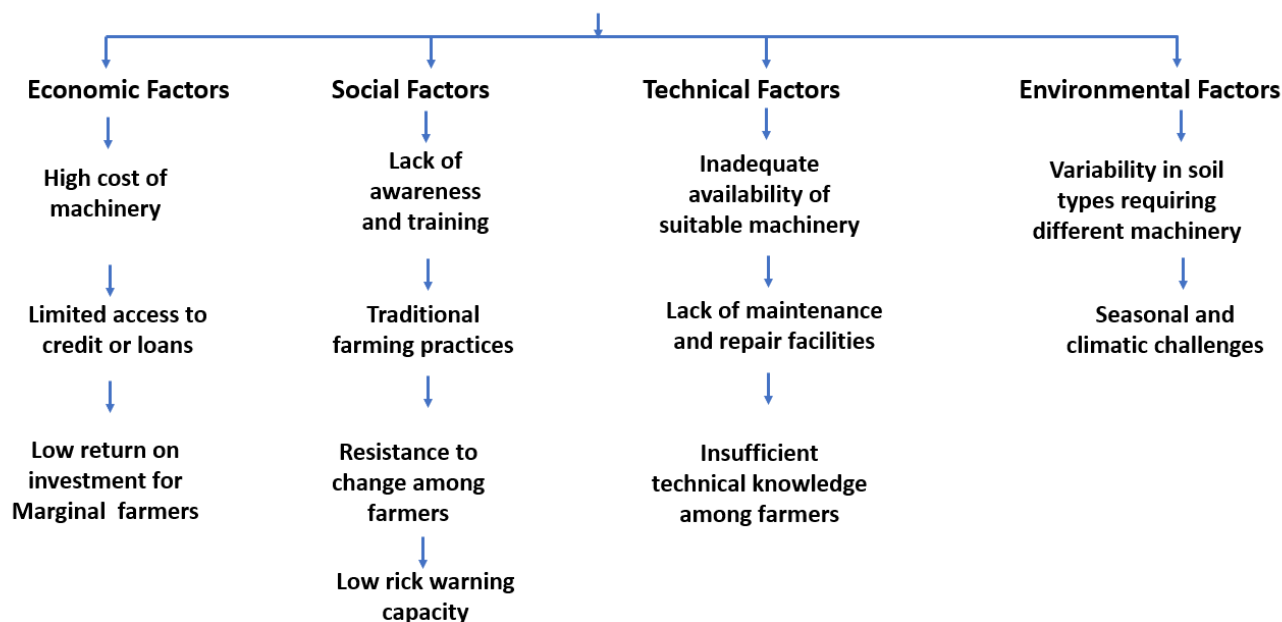 Economic Factors
High cost of
machinery
Limited access to
credit or loans
Low return on
investment for
Marginal farmers
Social Factors
Lack of
awareness
and training
Traditional
farming practices
Resistance to
change among
farmers
Low rick warning
capacity
Technical Factors
Inadequate
availability of
suitable machinery
Lack of maintenance
and repair facilities
Insufficient
technical knowledge
among farmers
Environmental Factors
Variability in soil
types requiring
different machinery
Seasonal and
climatic challenges